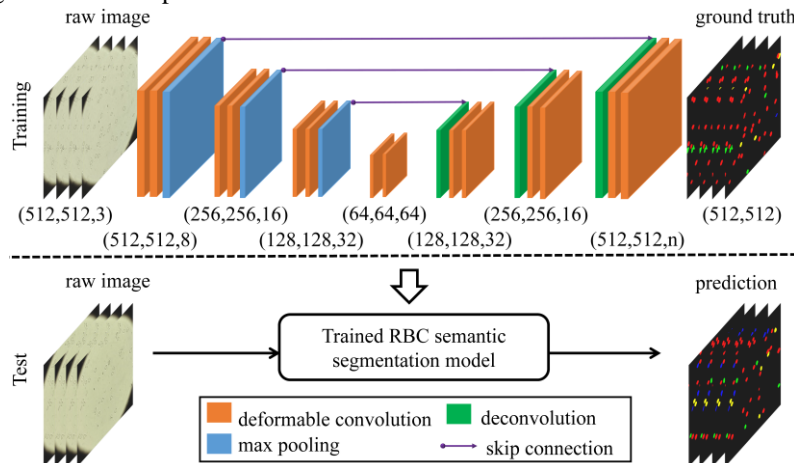 raw image
ground truth
Training
(512,512,3)
(256,256,16)
(64,64,64)
(256,256,16)
(512,512)
(512,512,8)
(128,128,32)
(128,128,32)
(512,512,n)
raw image
prediction
Test
Trained RBC semantic
segmentation model
deformable convolution
deconvolution
max pooling
skip connection